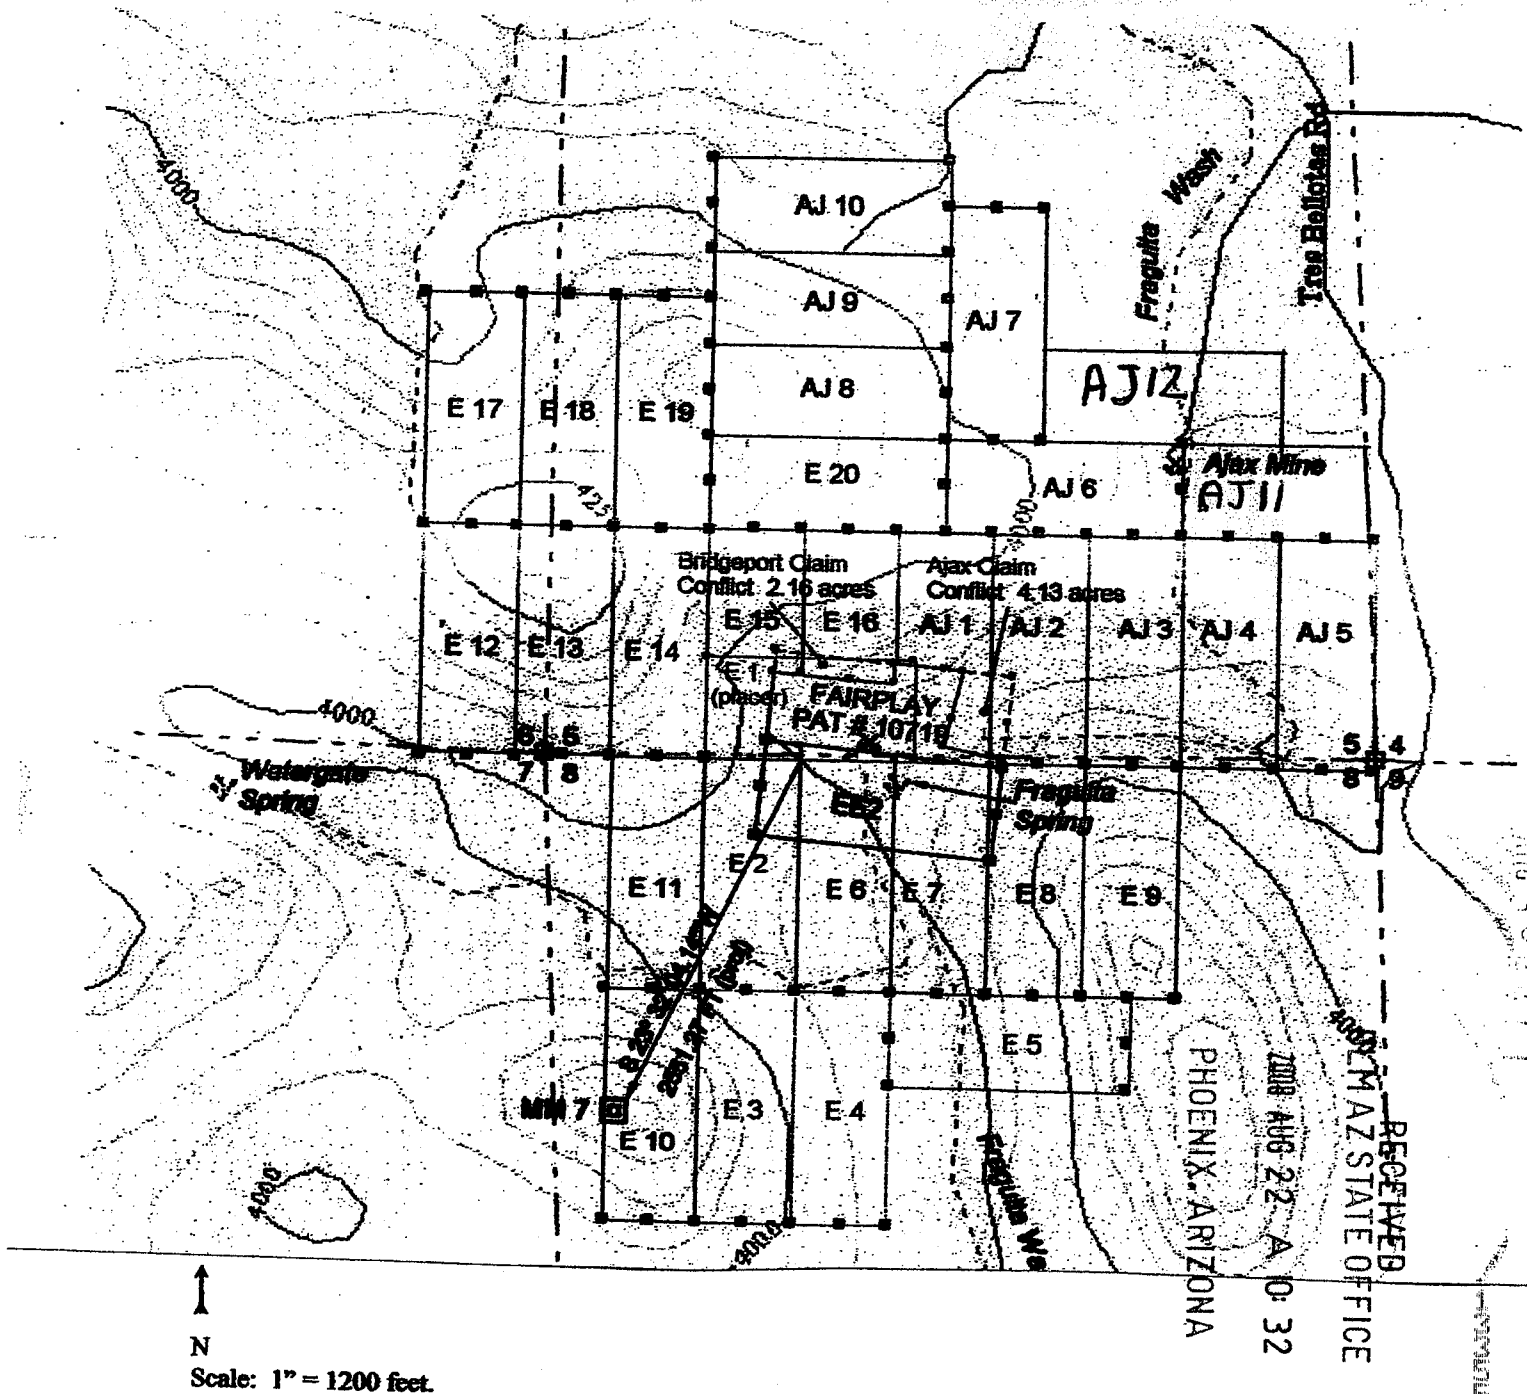 4000
Fraguita Wash
Tres Bellotas Rd
AJ 10
AJ 9
AJ 7
AJ 8
AJ12
E 17
E 18
E 19
E 20
AJ 6
Ajax Mine
AJ11
425
Bridgeport Claim
Conflict 2.16 acres
Ajax Claim
Conflict 4.13 acres
E 15
E 16
AJ 1
AJ 2
AJ 3
AJ 4
AJ 5
E 12
E 13
E 14
E 1
(placer)
FAIRPLAY
4000
6 5
7 8
5 4
8 9
Watergate
Spring
Fraguita
Spring
E 11
E 2
E 6
E 7
E 8
E 9
E 5
MM 7
E 10
E 3
E 4
4000
4000
4000
Fraguita
RECEIVED
AZ STATE OFFICE
AUG 22 A 10:32
PHOENIX, ARIZONA
N
Scale: 1" = 1200 feet.